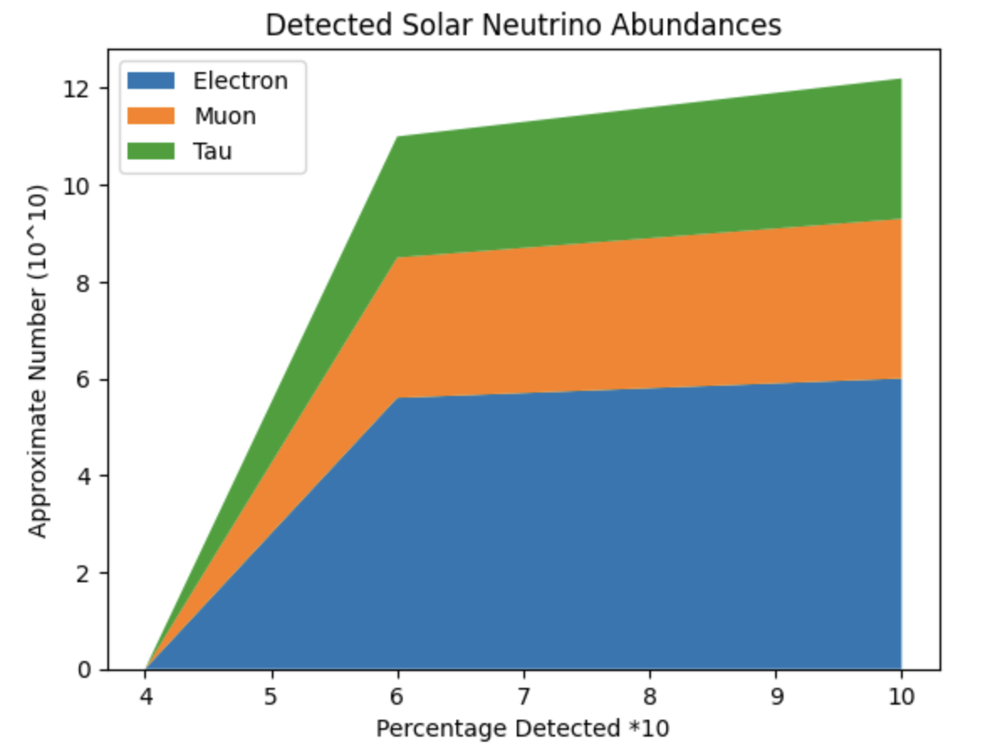 Detected Solar Neutrino Abundances
Electron
Muon
Tau
Approximate Number (10^10)
12
10
8
6
4
2
0
4 5 6 7 8 9 10
Percentage Detected *10